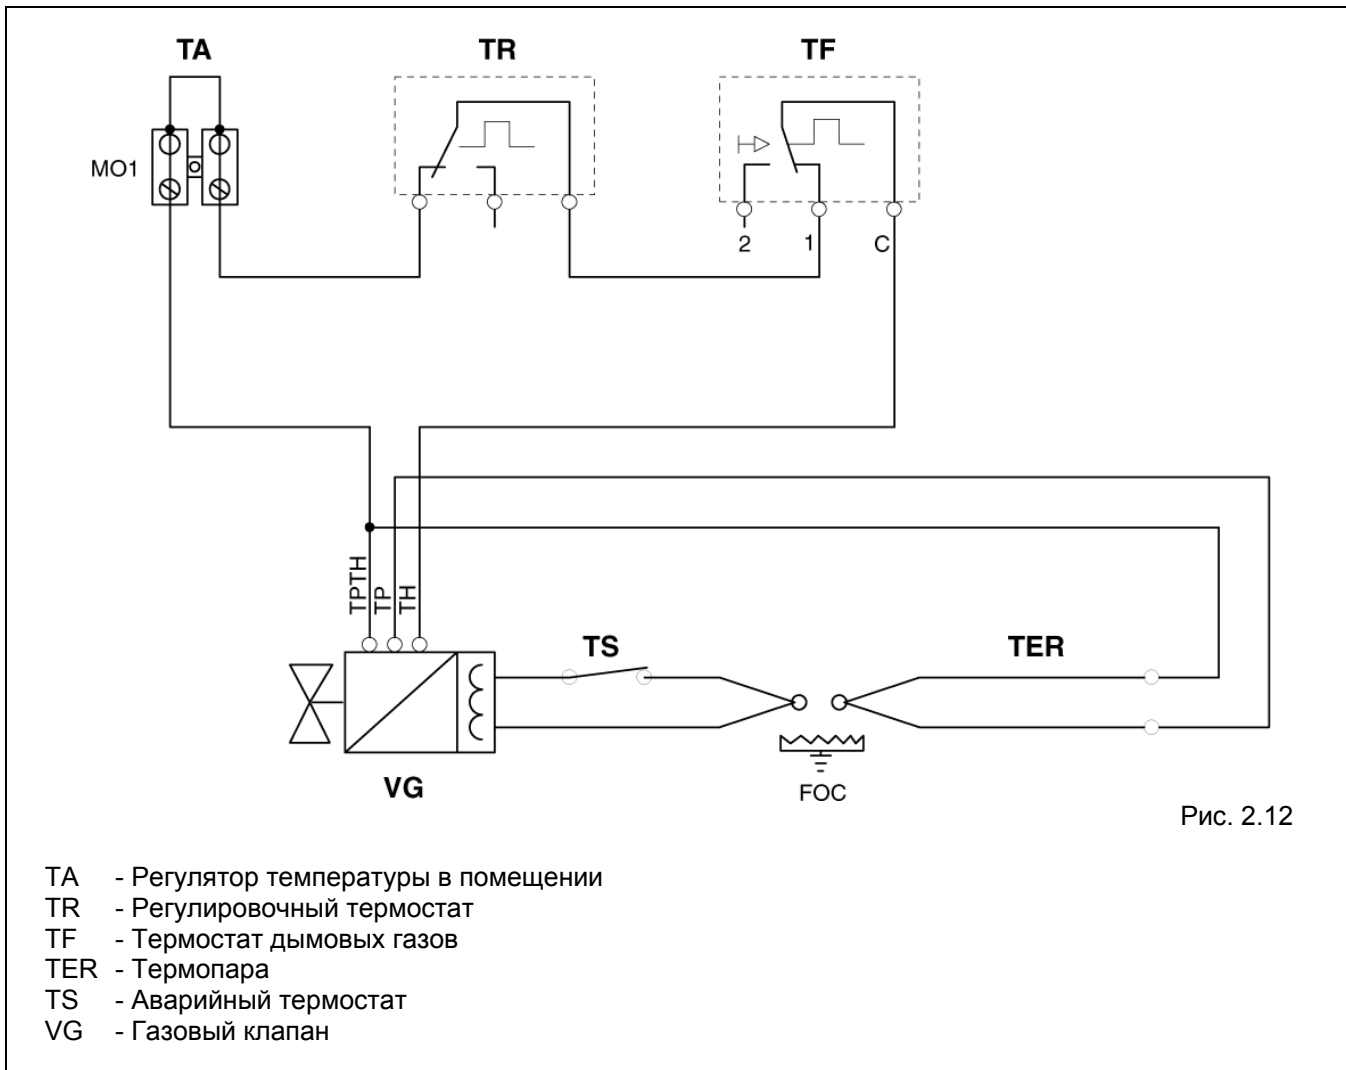 TA TR TF
MO1
2 1 C
TPTH
TP
TH
TS TER
VG
FOC
Рис. 2.12
TA - Регулятор температуры в помещении
TR - Регулировочный термостат
TF - Термостат дымовых газов
TER - Термопара
TS - Аварийный термостат
VG - Газовый клапан